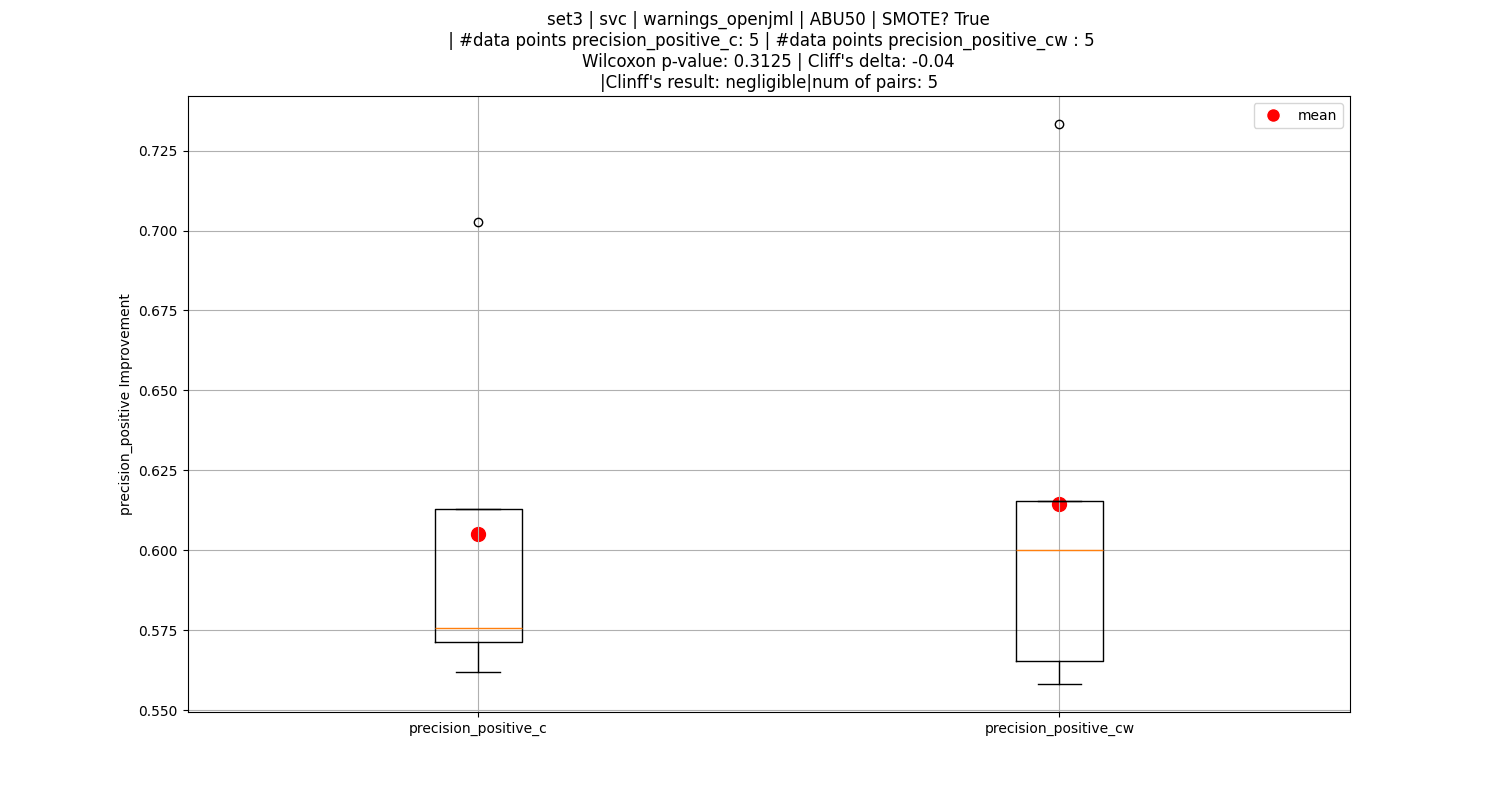 set3 | svc | warnings_openjml | ABU50 | SMOTE? True
| #data points precision_positive_c: 5 | #data points precision_positive_cw : 5
Wilcoxon p-value: 0.3125 | Cliff's delta: -0.04
|Clinff's result: negligible|num of pairs: 5
mean
0.725
0.700
0.675
0.650
0.625
0.600
0.575
0.550
precision_positive Improvement
precision_positive_c
precision_positive_cw